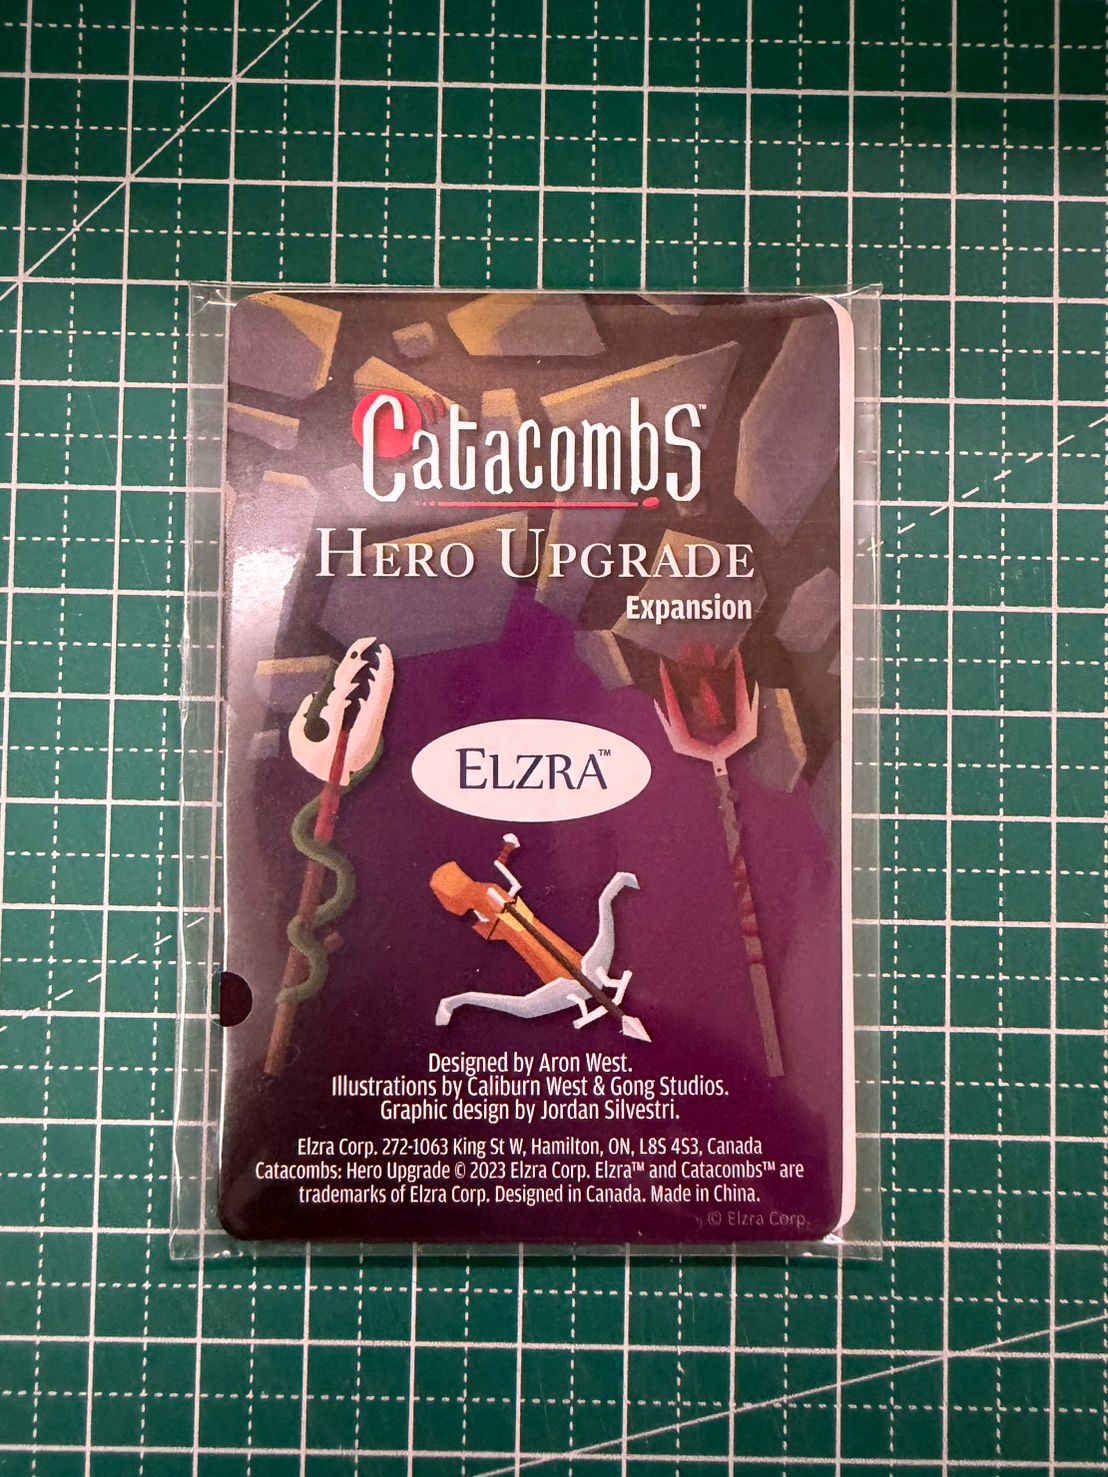 Catacombs™
HERO UPGRADE
Expansion
ELZRA™
Designed by Aron West.
Illustrations by Caliburn West & Gong Studios.
Graphic design by Jordan Silvestri.
Elzra Corp. 272-1063 King St W, Hamilton, ON, L8S 4S3, Canada
Catacombs: Hero Upgrade © 2023 Elzra Corp. Elzra™ and Catacombs™ are
trademarks of Elzra Corp. Designed in Canada. Made in China.
© Elzra Corp.